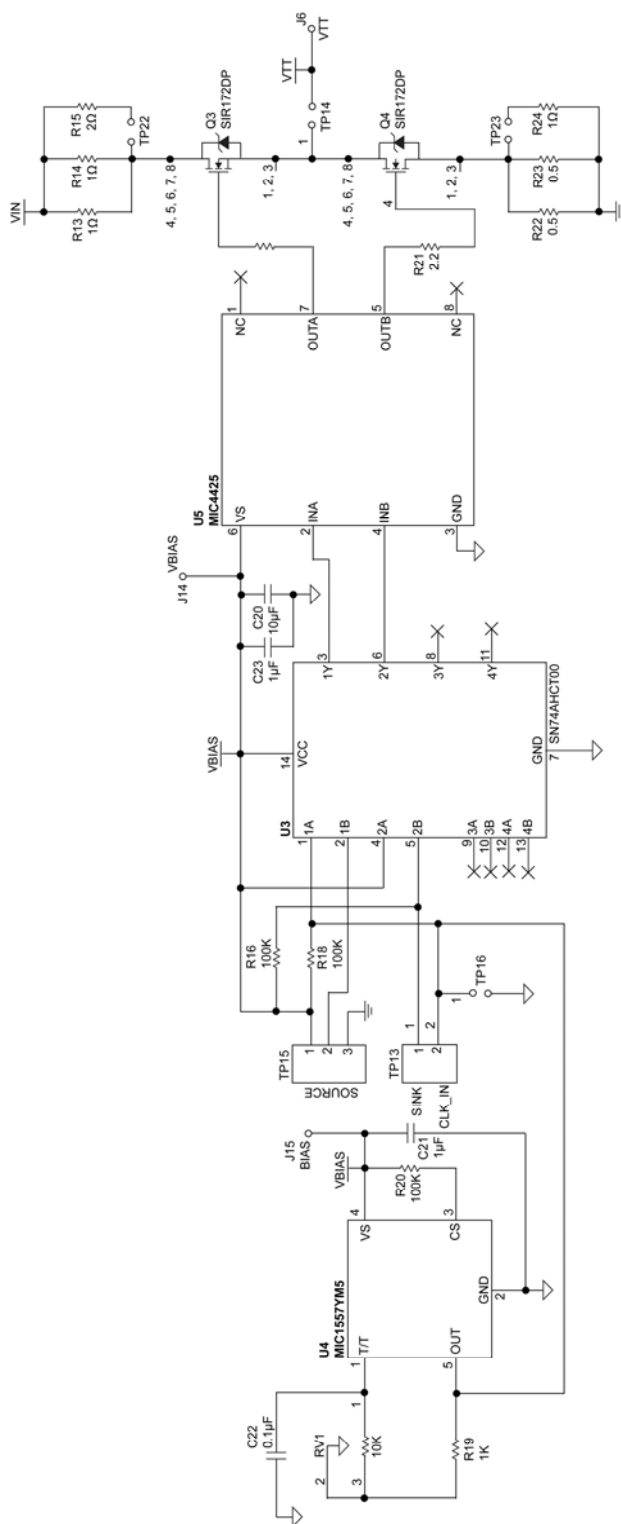 C22
0.1µF
2
RV1
3
10K
1
R19
1K
U4
MIC1557YM5
1
T/T
5
OUT
VS
4
CS
3
GND
2
J15
BIAS
VBIAS
R20
100K
C21
1µF
TP15
1
2
3
SOURCE
SINK
CLK_IN
TP13
1
2
1
2
R16
100K
R18
100K
1
TP16
VBIAS
U3
14
VCC
1
1A
2
1B
4
2A
5
2B
9
3A
10
3B
12
4A
13
4B
1Y
3
2Y
6
3Y
8
4Y
11
GND
7
SN74AHCT00
J14
VBIAS
C23
1µF
C20
10µF
U5
MIC4425
6
VS
2
INA
4
INB
3
GND
NC
1
OUTA
7
OUTB
5
NC
8
R21
2.2
VIN
R13
1Ω
R14
1Ω
R15
2Ω
TP22
4, 5, 6, 7, 8
Q3
SIR172DP
1, 2, 3
1
TP14
VTT
J6
VTT
4, 5, 6, 7, 8
4
Q4
SIR172DP
1, 2, 3
TP23
R22
0.5
R23
0.5
R24
1Ω